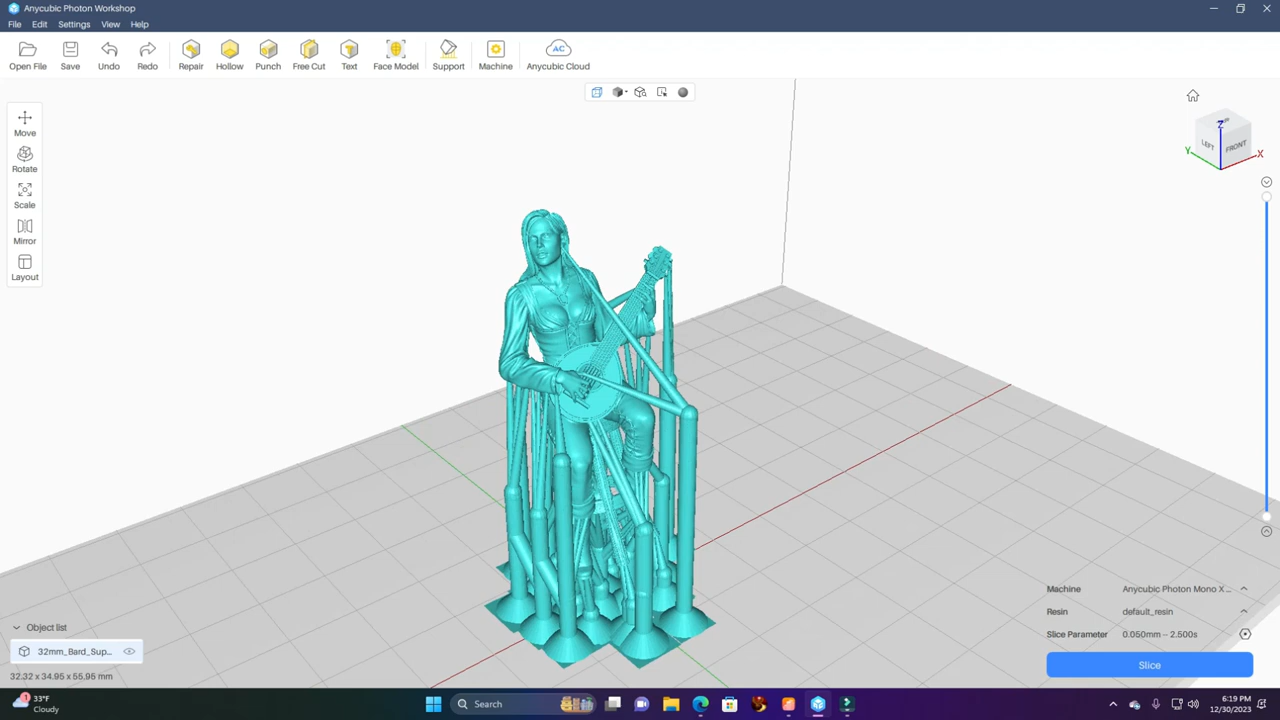 Anycubic Photon Workshop
File Edit Settings View Help
Open File Save Undo Redo Repair Hollow Punch Free Cut Text Face Model Support Machine Anycubic Cloud
AC
Move
Rotate
Scale
Mirror
Layout
Z
Y
X
LEFT
FRONT
Machine Anycubic Photon Mono X ...
Resin default_resin
Slice Parameter 0.050mm -- 2.500s
Slice
Object list
32mm_Bard_Sup...
32.32 x 34.95 x 55.95 mm
1
33°F
Cloudy
Search
6:19 PM
12/30/2023